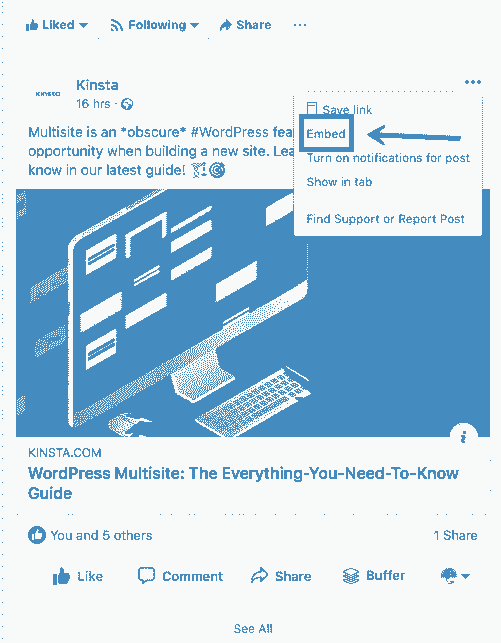 Liked Following Share
Kinsta
KINSTA
16 hrs ·
Save link
Multisite is an *obscure* #WordPress fea
Embed
opportunity when building a new site. Lea
Turn on notifications for post
know in our latest guide!
Show in tab
Find Support or Report Post
KINSTA.COM
WordPress Multisite: The Everything-You-Need-To-Know
Guide
You and 5 others 1 Share
Like Comment Share Buffer
See All